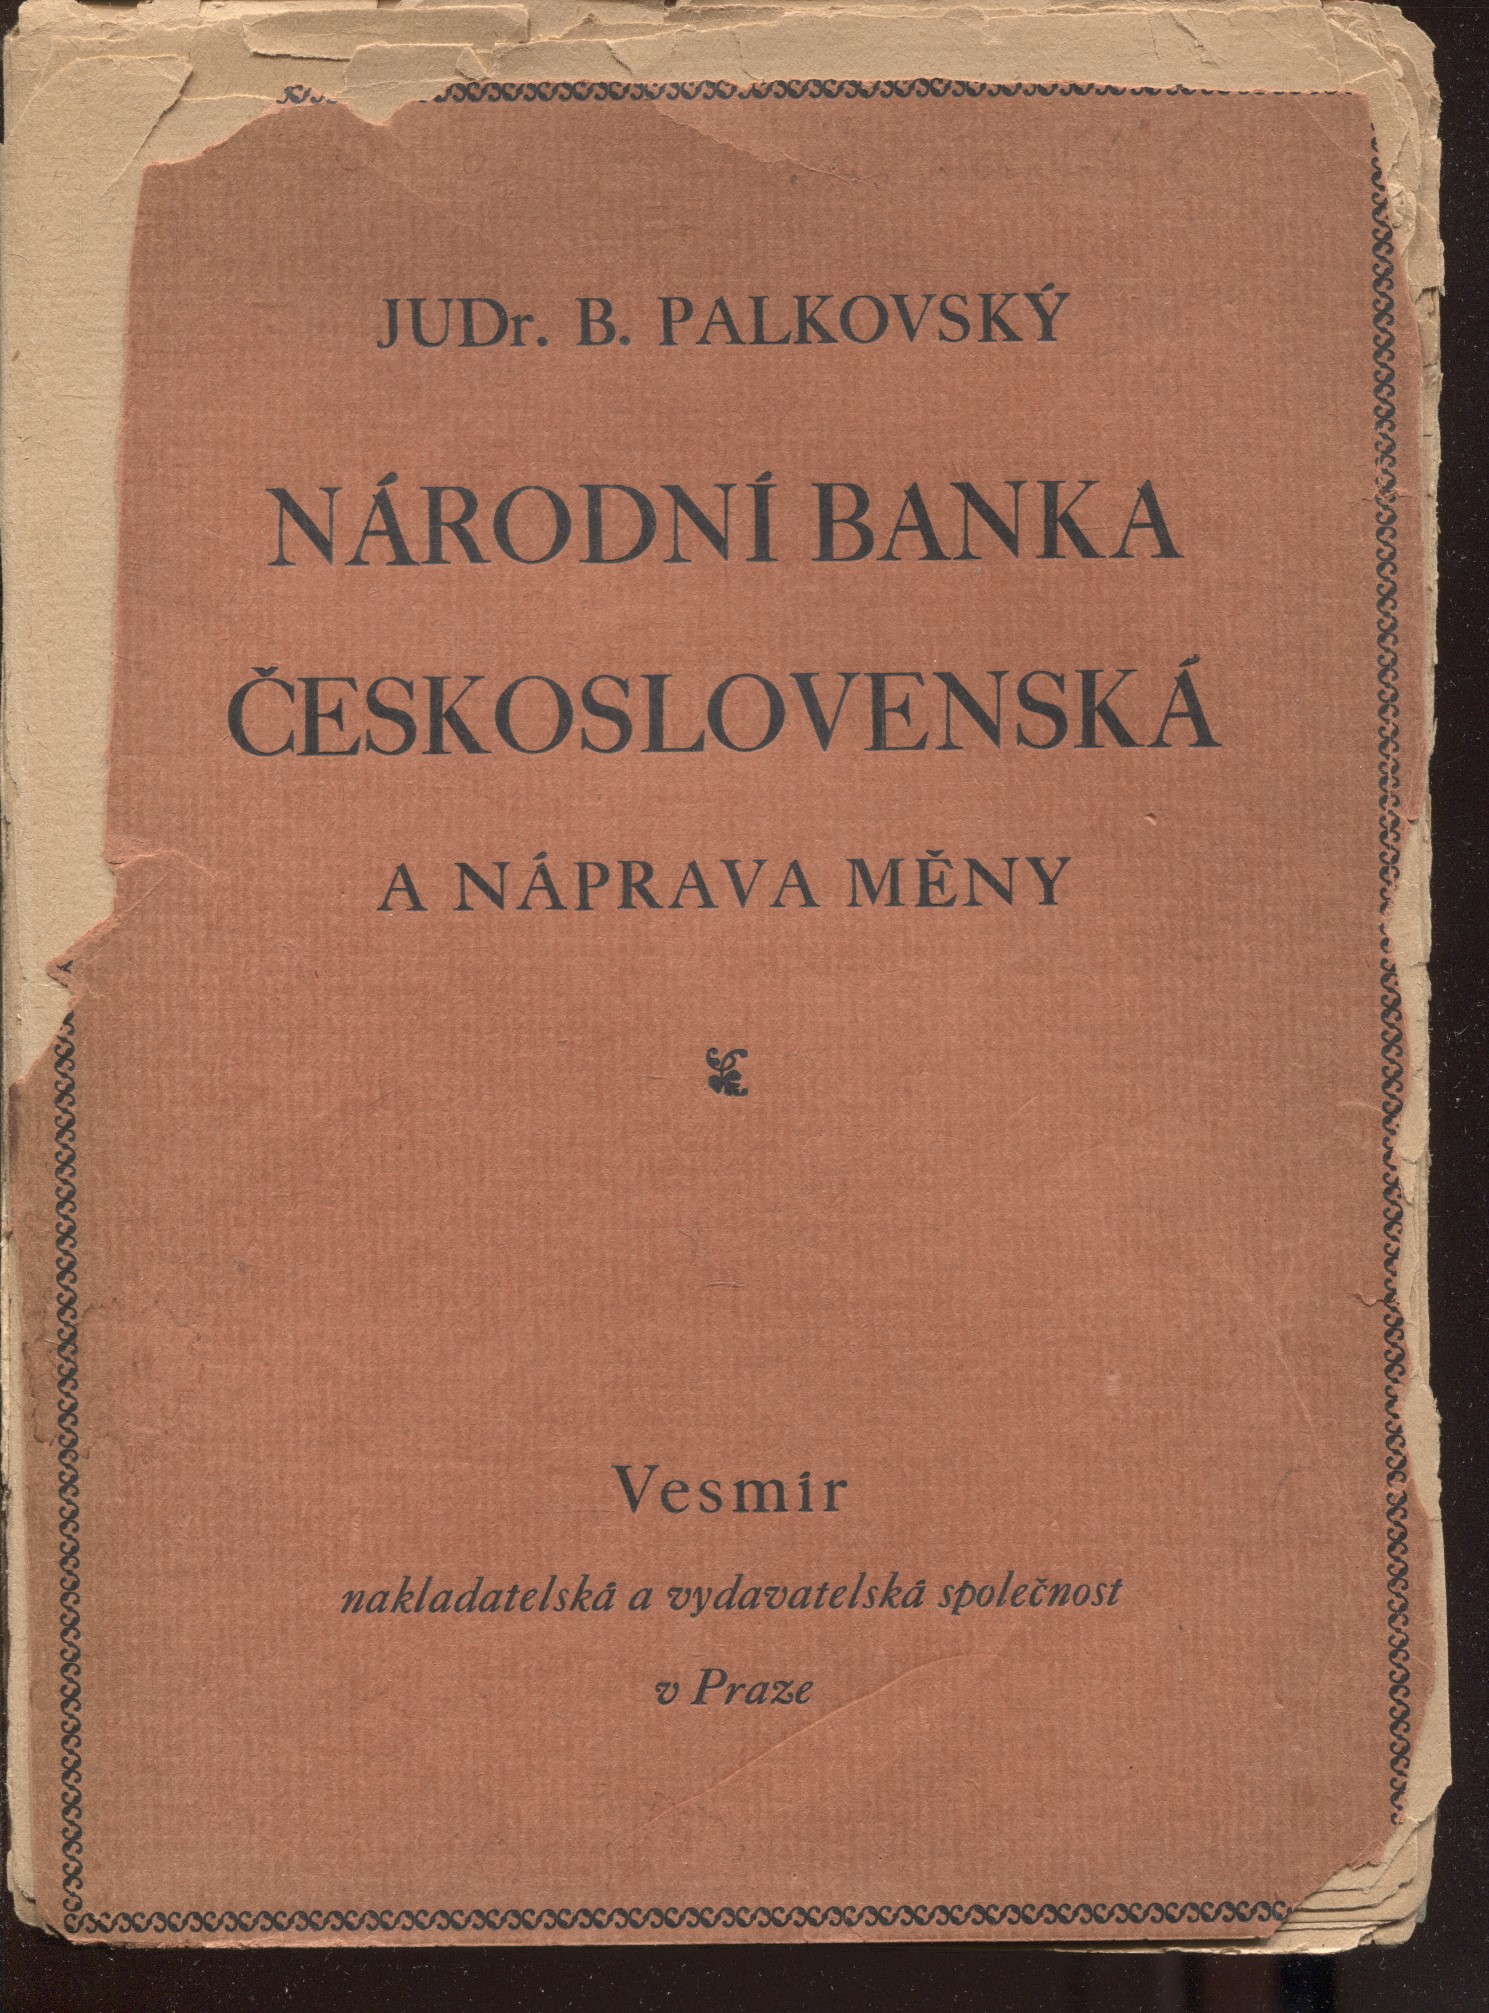 JUDr. B. PALKOVSKÝ
NÁRODNÍ BANKA
ČESKOSLOVENSKÁ
A NÁPRAVA MĚNY
Vesmír
nakladatelská a vydavatelská společnost
v Praze